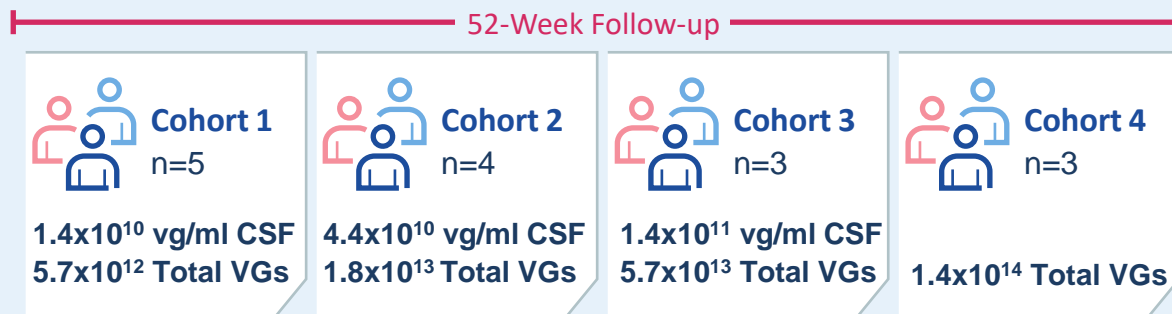 52-Week Follow-up
Cohort 1
n=5
1.4x10¹⁰ vg/ml CSF
5.7x10¹² Total VGs
Cohort 2
n=4
4.4x10¹⁰ vg/ml CSF
1.8x10¹³ Total VGs
Cohort 3
n=3
1.4x10¹¹ vg/ml CSF
5.7x10¹³ Total VGs
Cohort 4
n=3
1.4x10¹⁴ Total VGs